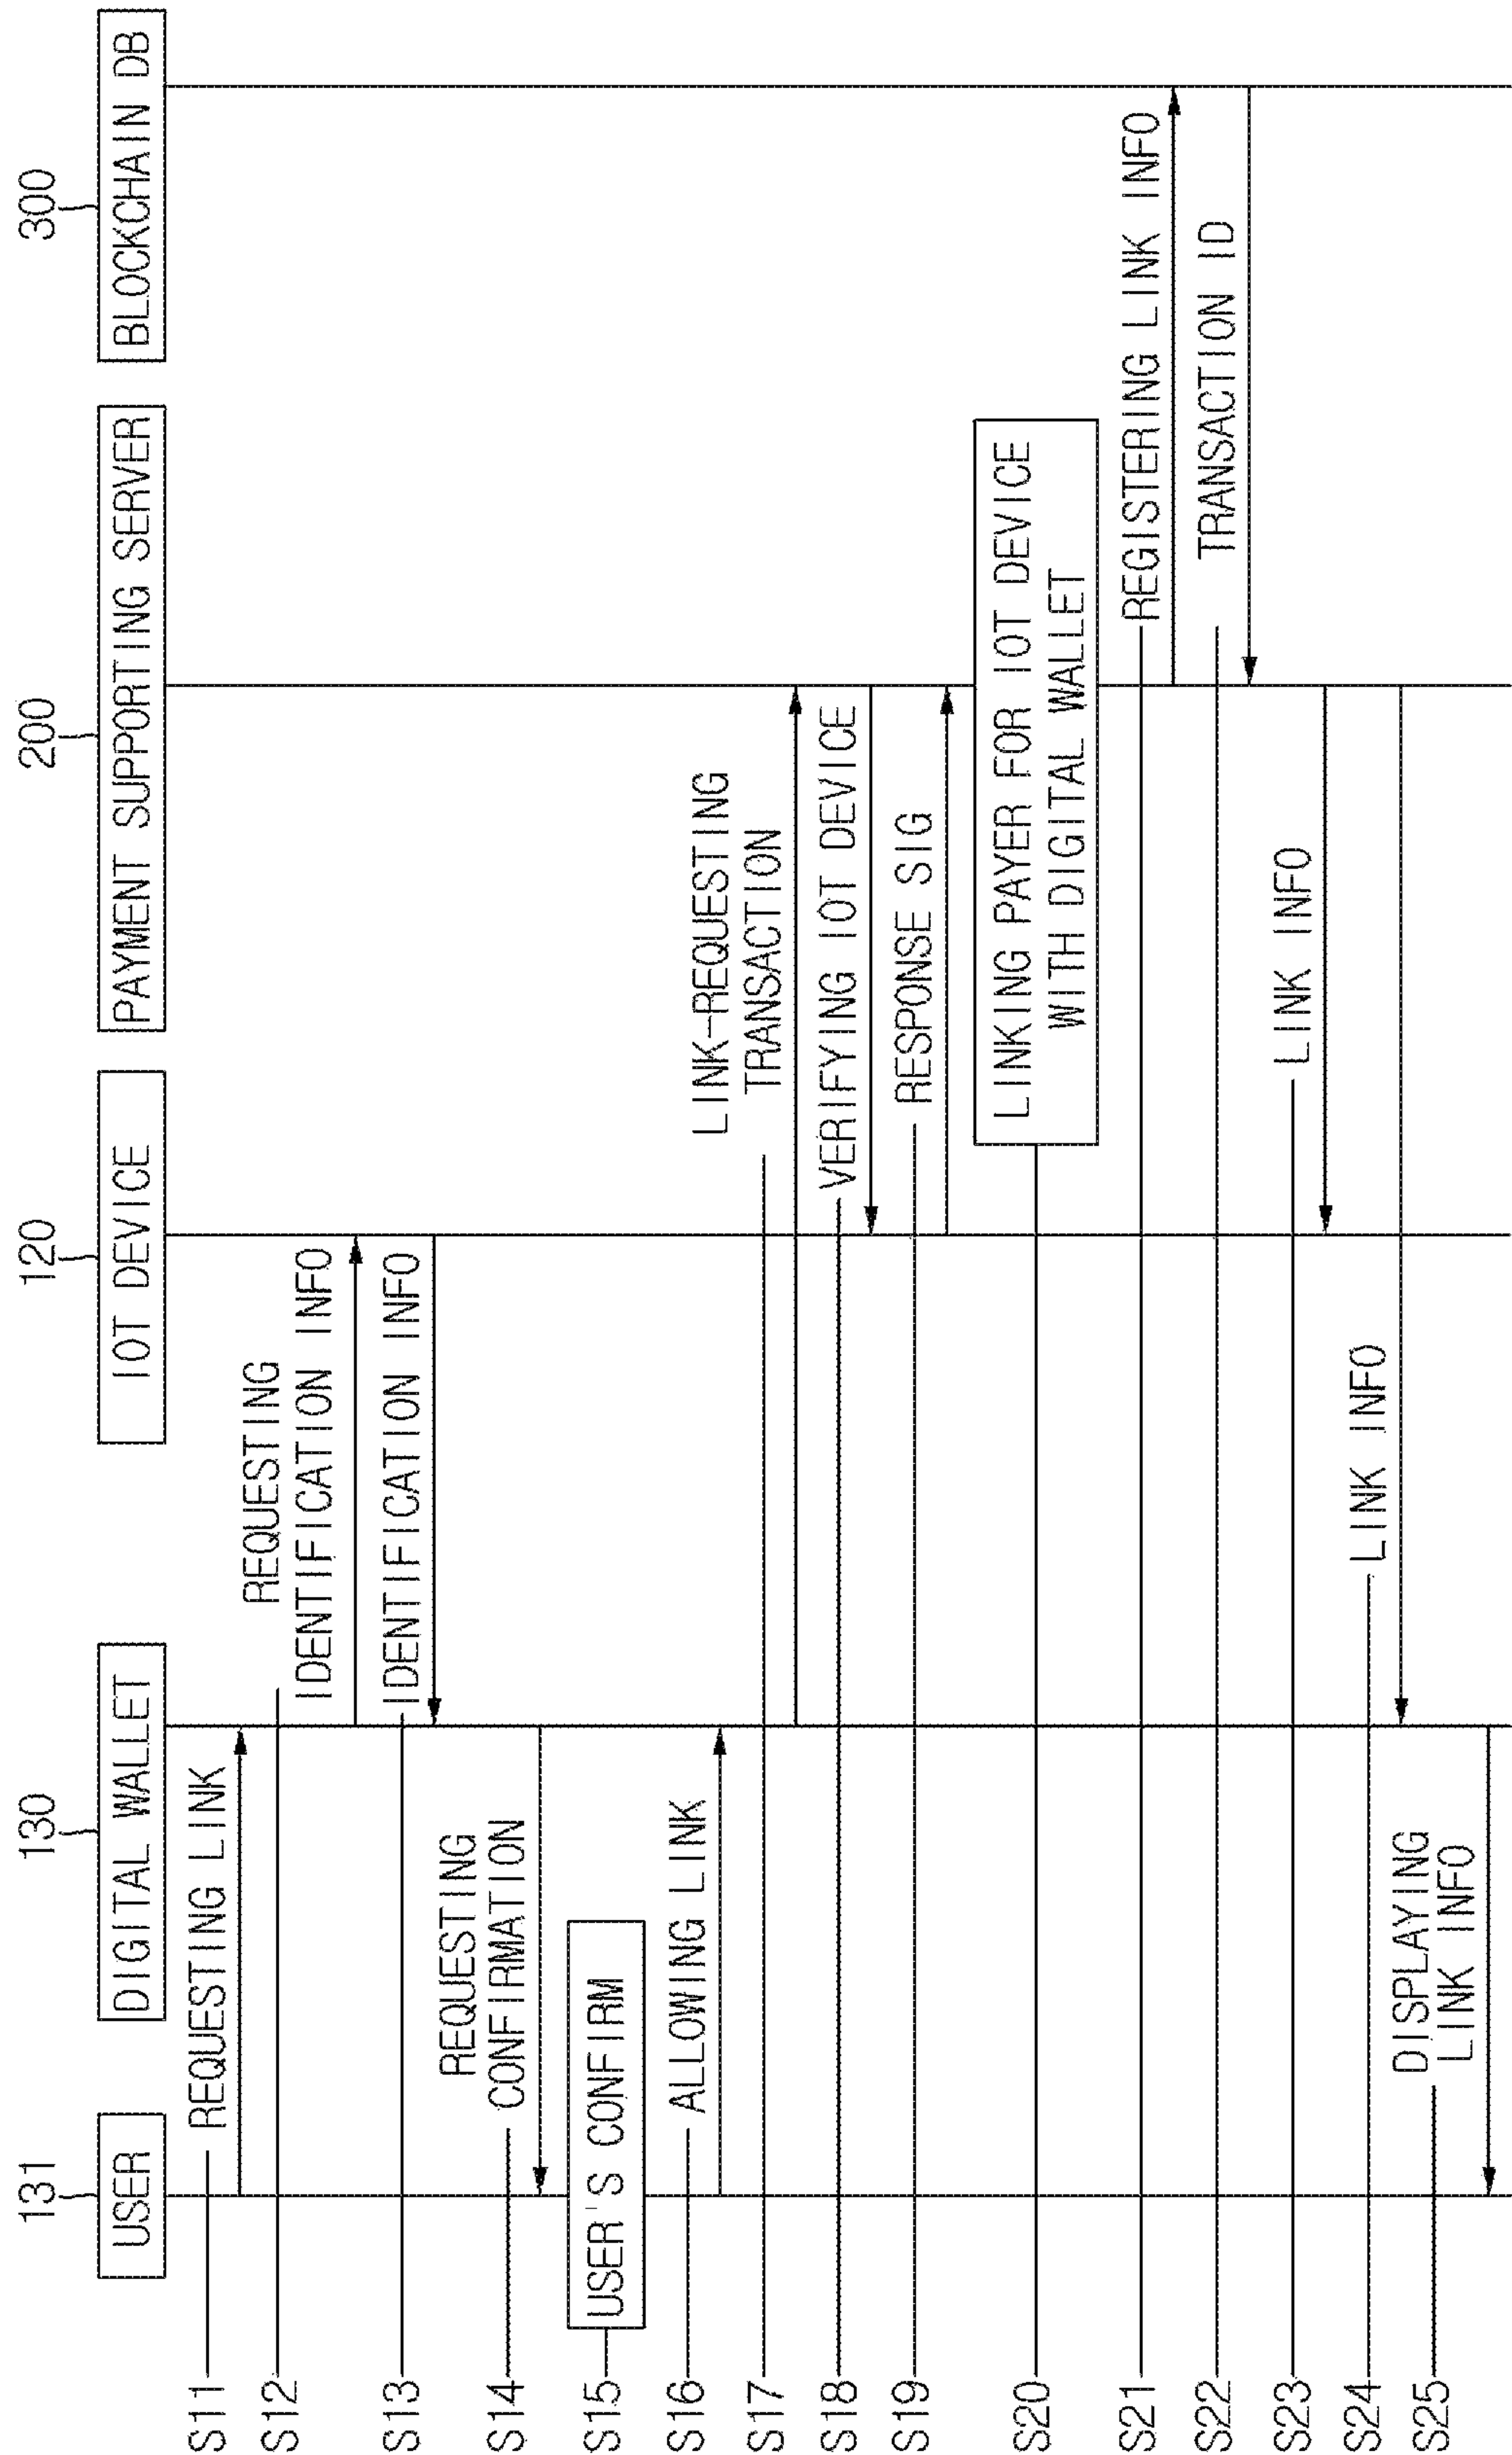 131
130
120
200
300
USER
DIGITAL WALLET
IOT DEVICE
PAYMENT SUPPORTING SERVER
BLOCKCHAIN DB
S11
REQUESTING LINK
S12
REQUESTING
IDENTIFICATION INFO
S13
IDENTIFICATION INFO
S14
REQUESTING
CONFIRMATION
S15
USER'S CONFIRM
S16
ALLOWING LINK
S17
LINK-REQUESTING
TRANSACTION
S18
VERIFYING IOT DEVICE
S19
RESPONSE SIG
S20
LINKING PAYER FOR IOT DEVICE
WITH DIGITAL WALLET
S21
REGISTERING LINK INFO
S22
TRANSACTION ID
S23
LINK INFO
S24
LINK INFO
S25
DISPLAYING
LINK INFO